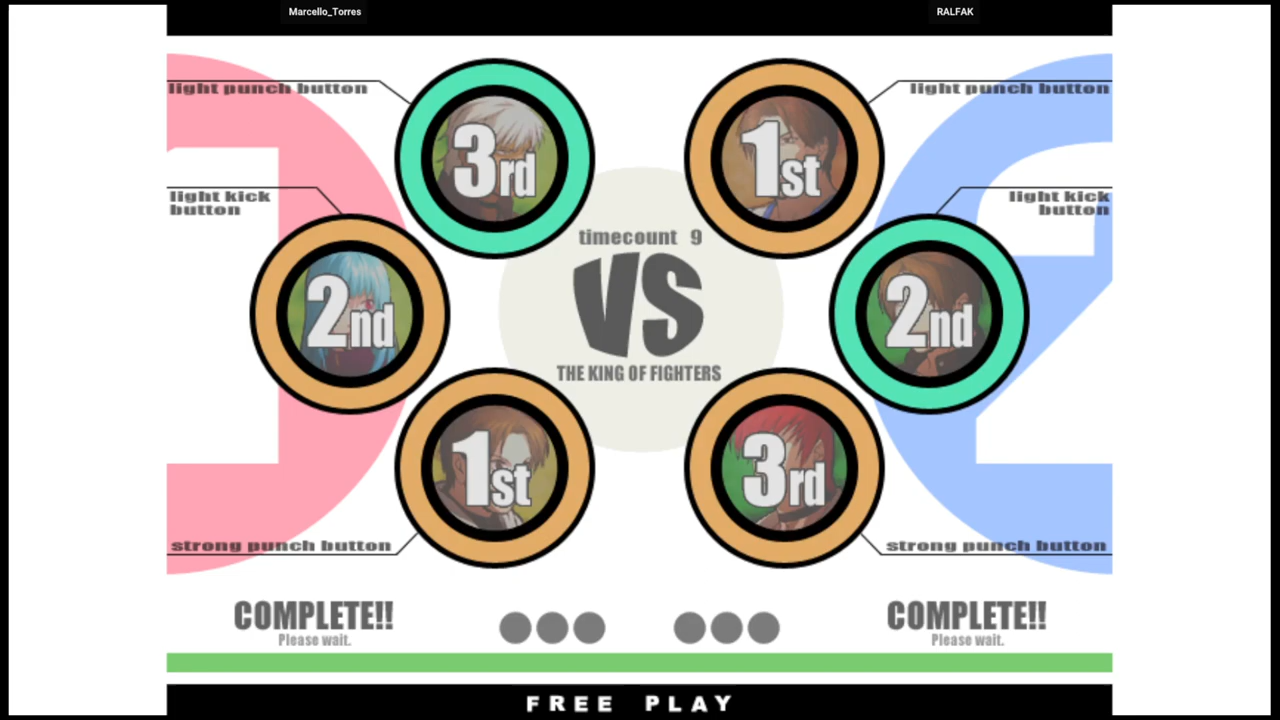 Marcello_Torres
RALFAK
light punch button
3rd
1st
light punch button
light kick
button
light kick
button
timecount 9
2nd
VS
2nd
THE KING OF FIGHTERS
1st
3rd
strong punch button
strong punch button
COMPLETE!!
Please wait.
COMPLETE!!
Please wait.
FREE PLAY